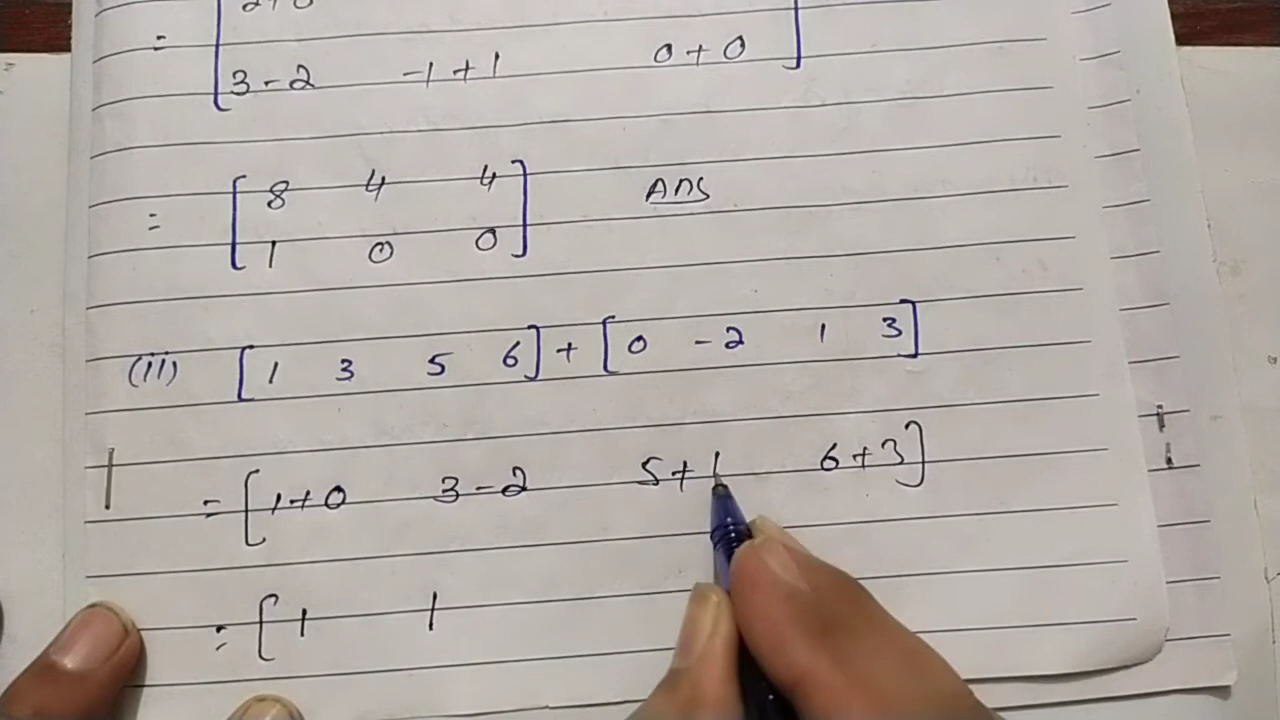 =
3-2 -1+1 0+0
= [ 8 4 4 ] Ans
1 0 0
(ii) [ 1 3 5 6 ] + [ 0 -2 1 3 ]
= [ 1+0 3-2 5+1 6+3 ]
= [ 1 1